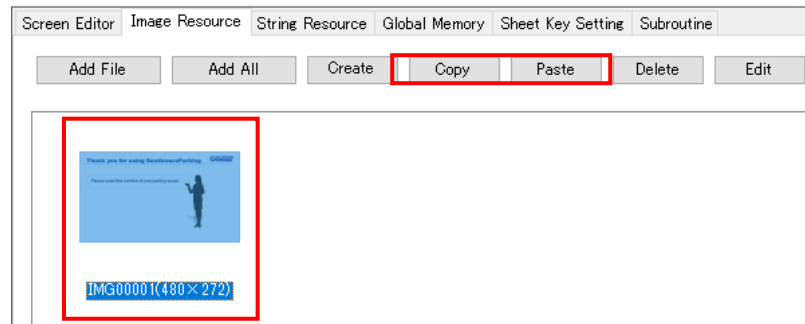 Screen Editor Image Resource String Resource Global Memory Sheet Key Setting Subroutine
Add File Add All Create Copy Paste Delete Edit
Thank you for using
IMG00001(480×272)